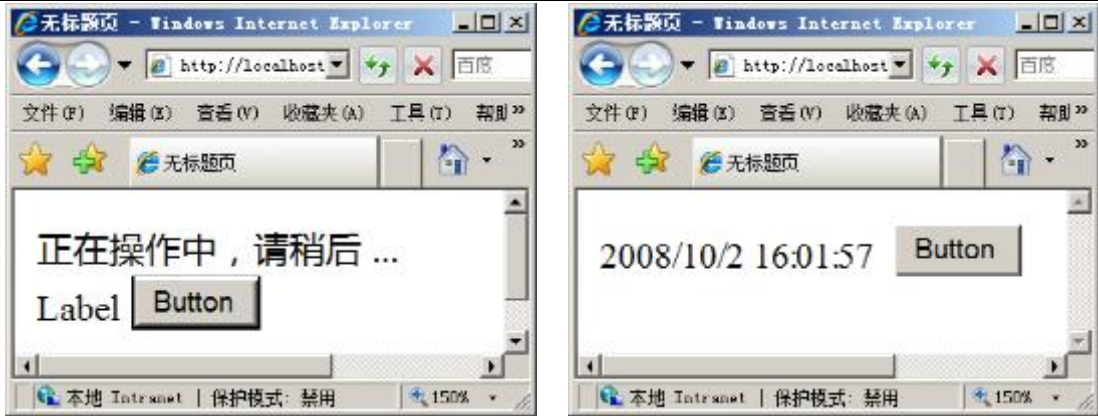 无标题页 - Windows Internet Explorer
http://localhost
百度
文件(F) 编辑(E) 查看(V) 收藏夹(A) 工具(T) 帮助 »
无标题页
»
正在操作中，请稍后 ...
Label Button
本地 Intranet | 保护模式: 禁用 150%
无标题页 - Windows Internet Explorer
http://localhost
百度
文件(F) 编辑(E) 查看(V) 收藏夹(A) 工具(T) 帮助 »
无标题页
»
2008/10/2 16:01:57 Button
本地 Intranet | 保护模式: 禁用 150%